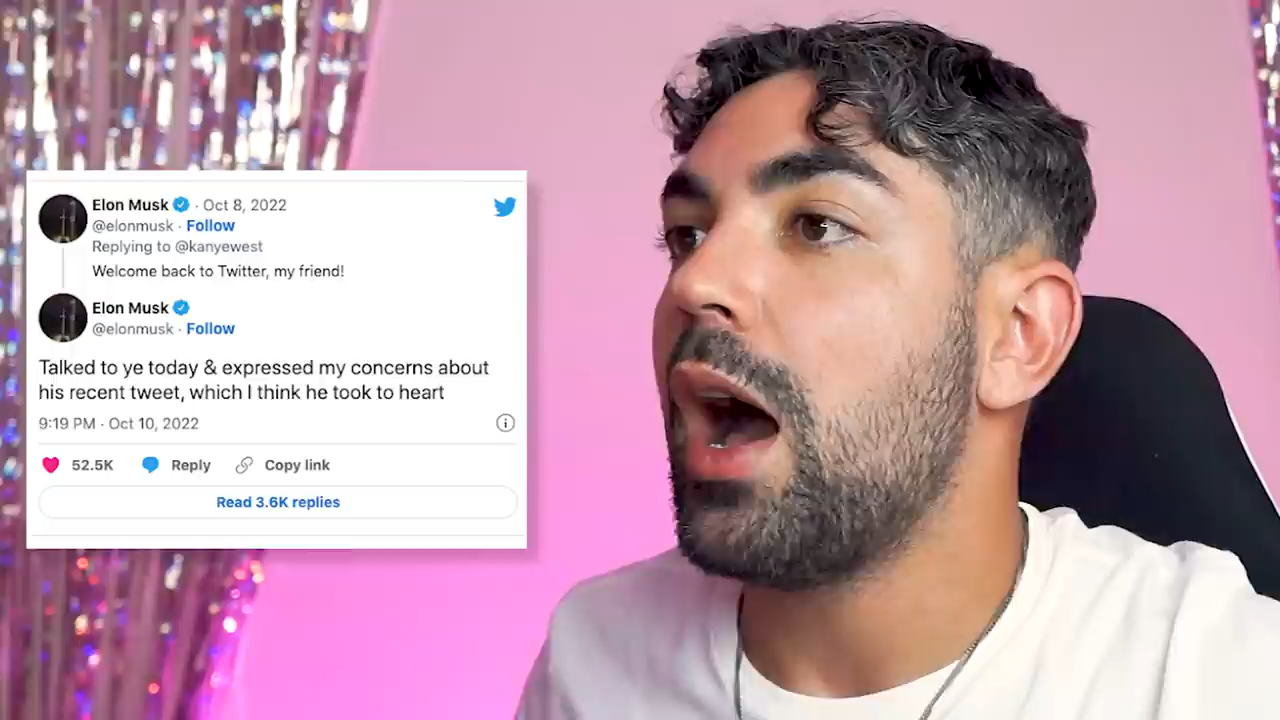 Elon Musk · Oct 8, 2022
@elonmusk · Follow
Replying to @kanyewest
Welcome back to Twitter, my friend!
Elon Musk
@elonmusk · Follow
Talked to ye today & expressed my concerns about
his recent tweet, which I think he took to heart
9:19 PM · Oct 10, 2022
52.5K Reply Copy link
Read 3.6K replies